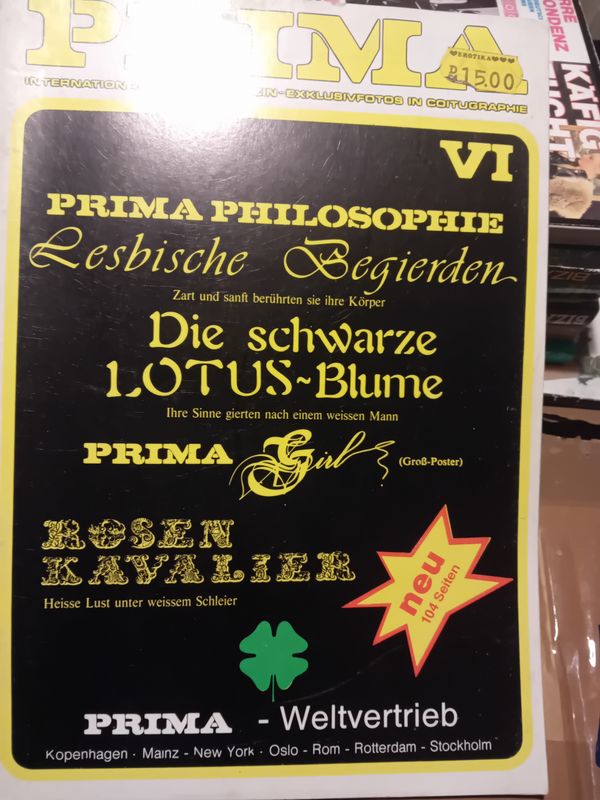 PRIMA
♥EROTIKA♥♥♥
15.00
INTERNATION
IN-EXKLUSIVFOTOS IN COITUGRAPHIE
VI
PRIMA PHILOSOPHIE
Lesbische Begierden
Zart und sanft berührten sie ihre Körper
Die schwarze
LOTUS-Blume
Ihre Sinne gierten nach einem weissen Mann
PRIMA Girl (Groß-Poster)
ROSEN
KAVALIER
Heisse Lust unter weissem Schleier
neu
104 Seiten
PRIMA - Weltvertrieb
Kopenhagen · Mainz - New York · Oslo - Rom - Rotterdam - Stockholm
KÄFIG